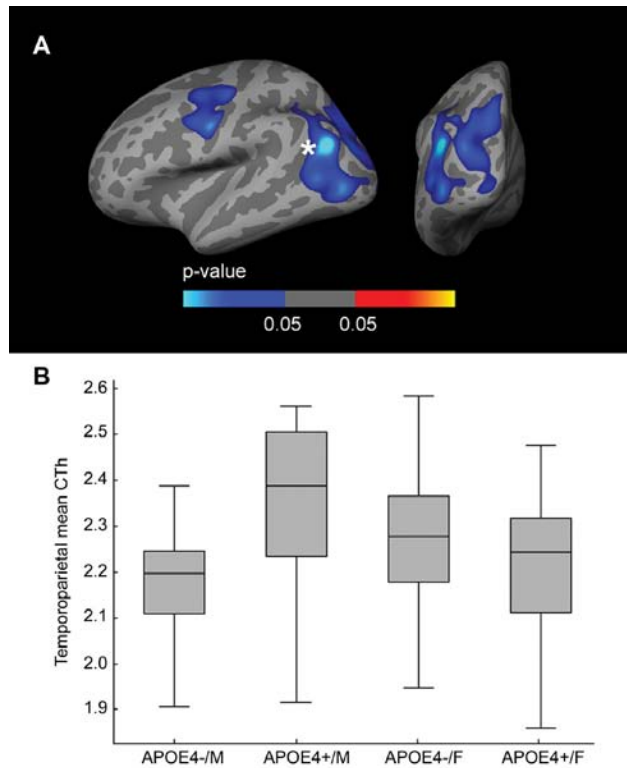 A
*
p-value
0.05 0.05
B
Temporoparietal mean CTh
2.6
2.5
2.4
2.3
2.2
2.1
2.0
1.9
APOE4-/M APOE4+/M APOE4-/F APOE4+/F